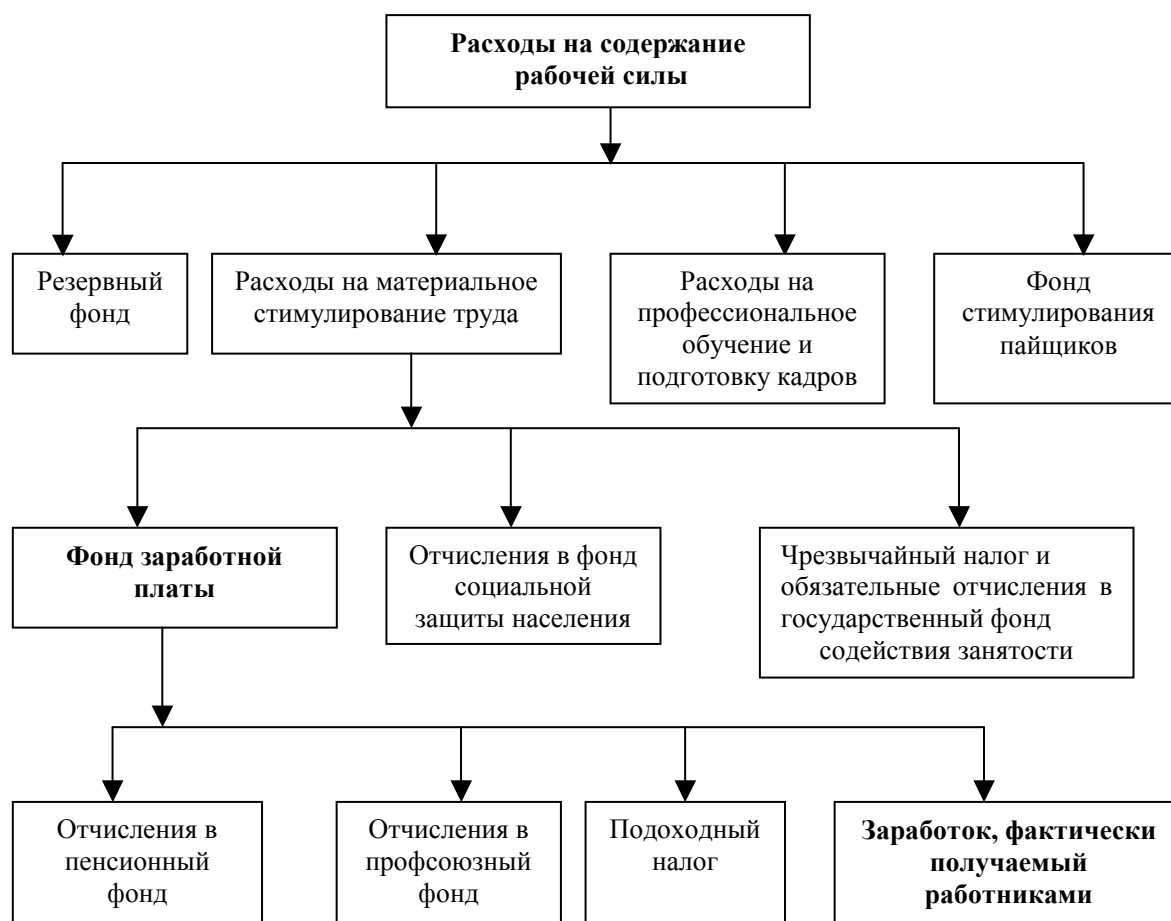 Расходы на содержание
рабочей силы
Резервный
фонд
Расходы на материальное
стимулирование труда
Расходы на
профессиональное
обучение и
подготовку кадров
Фонд
стимулирования
пайщиков
Фонд заработной
платы
Отчисления в фонд
социальной
защиты населения
Чрезвычайный налог и
обязательные отчисления в
государственный фонд
содействия занятости
Отчисления в
пенсионный
фонд
Отчисления в
профсоюзный
фонд
Подоходный
налог
Заработок, фактически
получаемый
работниками